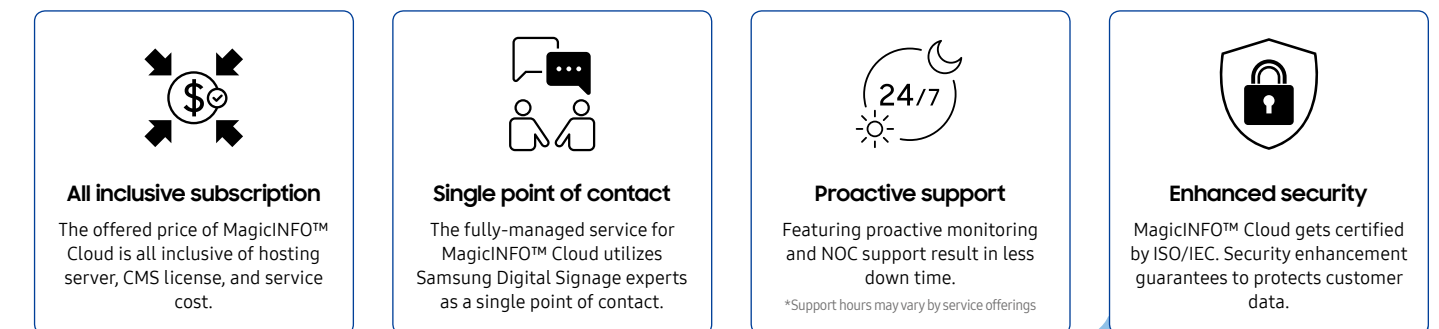 24/7
All inclusive subscription
The offered price of MagicINFO™
Cloud is all inclusive of hosting
server, CMS license, and service
cost.
Single point of contact
The fully-managed service for
MagicINFO™ Cloud utilizes
Samsung Digital Signage experts
as a single point of contact.
Proactive support
Featuring proactive monitoring
and NOC support result in less
down time.
*Support hours may vary by service offerings
Enhanced security
MagicINFO™ Cloud gets certified
by ISO/IEC. Security enhancement
guarantees to protects customer
data.